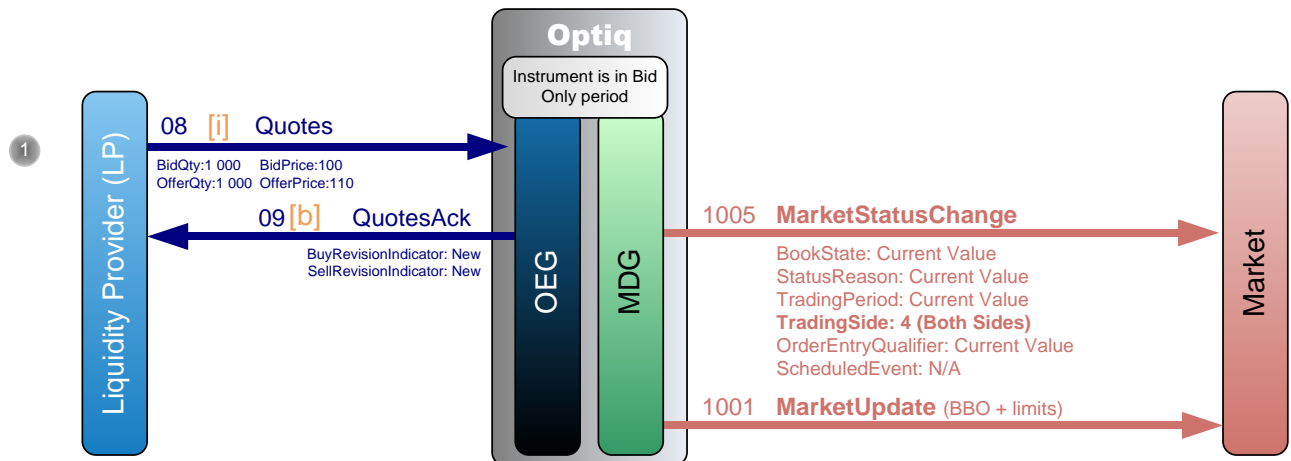 Optiq
Instrument is in Bid
Only period
1
Liquidity Provider (LP)
08 [i] Quotes
BidQty:1 000 BidPrice:100
OfferQty:1 000 OfferPrice:110
09 [b] QuotesAck
BuyRevisionIndicator: New
SellRevisionIndicator: New
OEG
MDG
1005 MarketStatusChange
BookState: Current Value
StatusReason: Current Value
TradingPeriod: Current Value
TradingSide: 4 (Both Sides)
OrderEntryQualifier: Current Value
ScheduledEvent: N/A
1001 MarketUpdate (BBO + limits)
Market